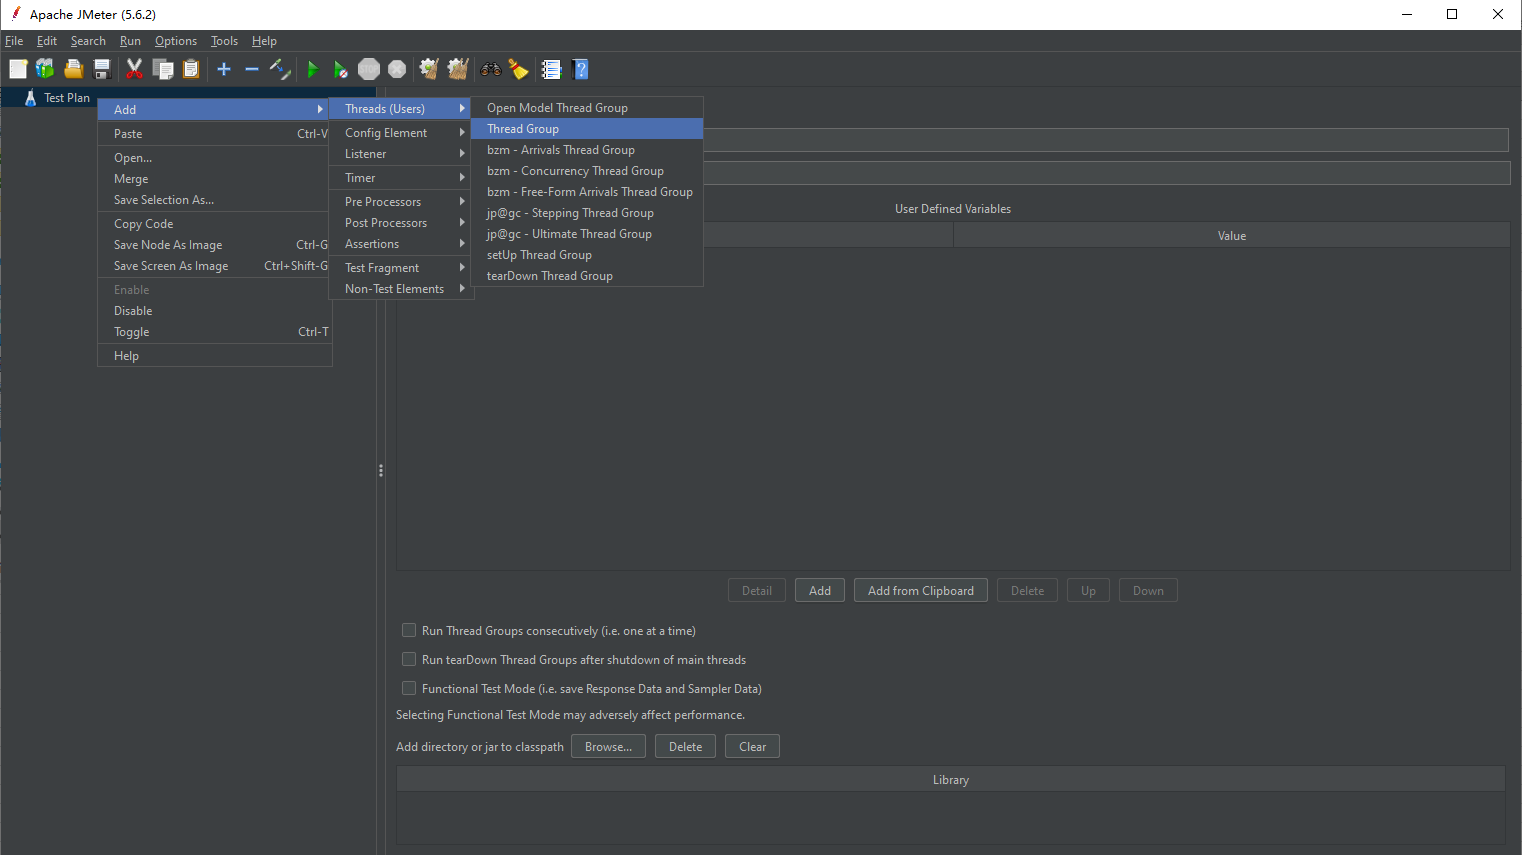 Apache JMeter (5.6.2)
File Edit Search Run Options Tools Help
STOP
Test Plan
Add
Paste Ctrl-V
Open...
Merge
Save Selection As...
Copy Code
Save Node As Image Ctrl-G
Save Screen As Image Ctrl+Shift-G
Enable
Disable
Toggle Ctrl-T
Help
Threads (Users)
Config Element
Listener
Timer
Pre Processors
Post Processors
Assertions
Test Fragment
Non-Test Elements
Open Model Thread Group
Thread Group
bzm - Arrivals Thread Group
bzm - Concurrency Thread Group
bzm - Free-Form Arrivals Thread Group
jp@gc - Stepping Thread Group
jp@gc - Ultimate Thread Group
setUp Thread Group
tearDown Thread Group
User Defined Variables
Value
Detail Add Add from Clipboard Delete Up Down
Run Thread Groups consecutively (i.e. one at a time)
Run tearDown Thread Groups after shutdown of main threads
Functional Test Mode (i.e. save Response Data and Sampler Data)
Selecting Functional Test Mode may adversely affect performance.
Add directory or jar to classpath Browse... Delete Clear
Library